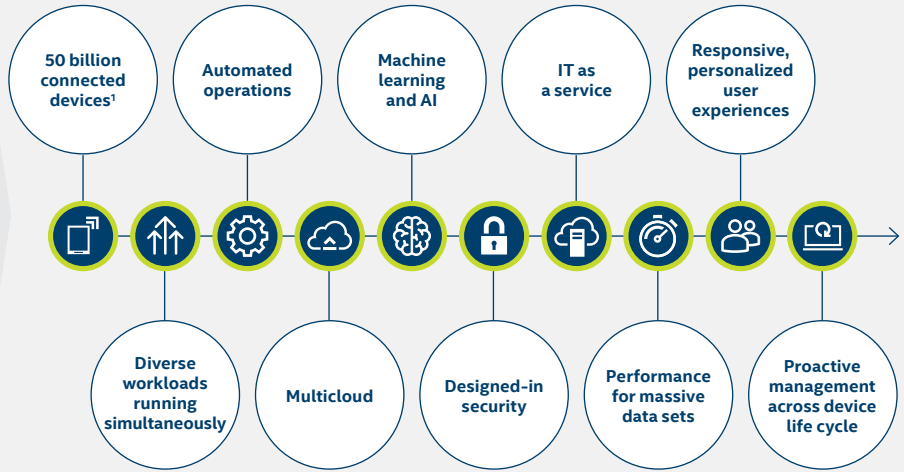 50 billion
connected
devices¹
Automated
operations
Machine
learning
and AI
IT as
a service
Responsive,
personalized
user
experiences
Diverse
workloads
running
simultaneously
Multicloud
Designed-in
security
Performance
for massive
data sets
Proactive
management
across device
life cycle